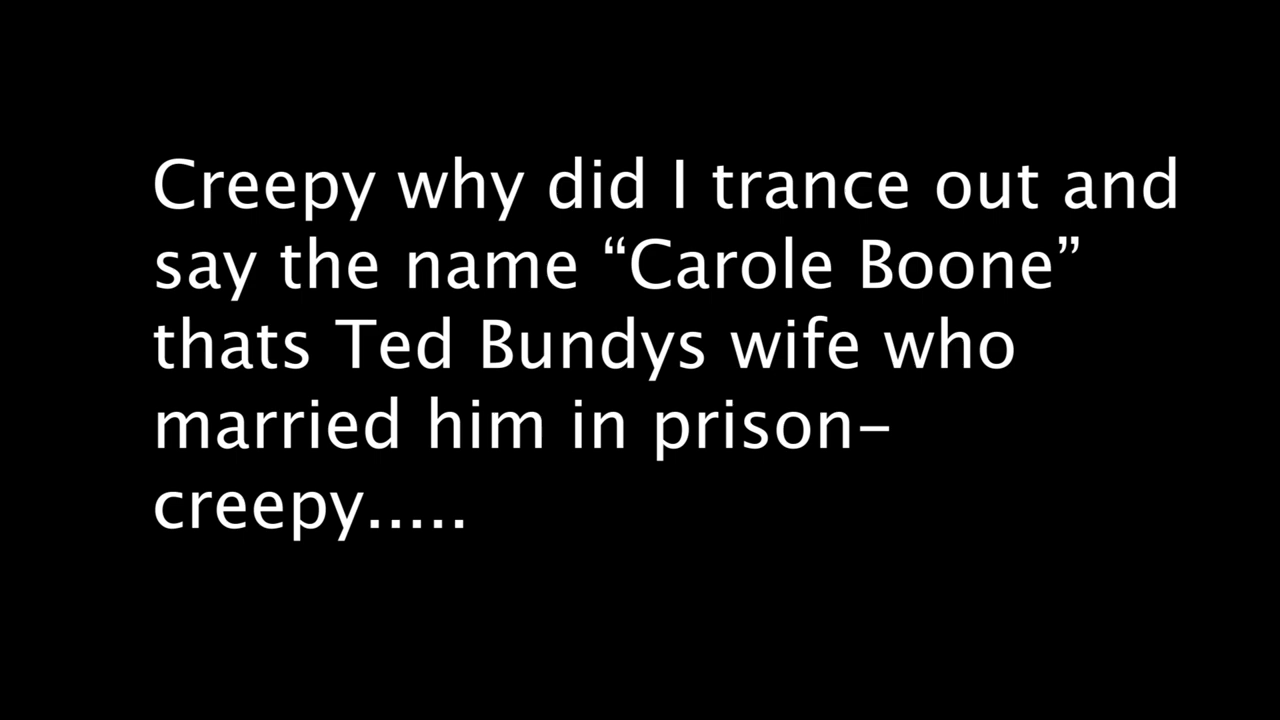 Creepy why did I trance out and
say the name “Carole Boone”
thats Ted Bundys wife who
married him in prison-
creepy.....